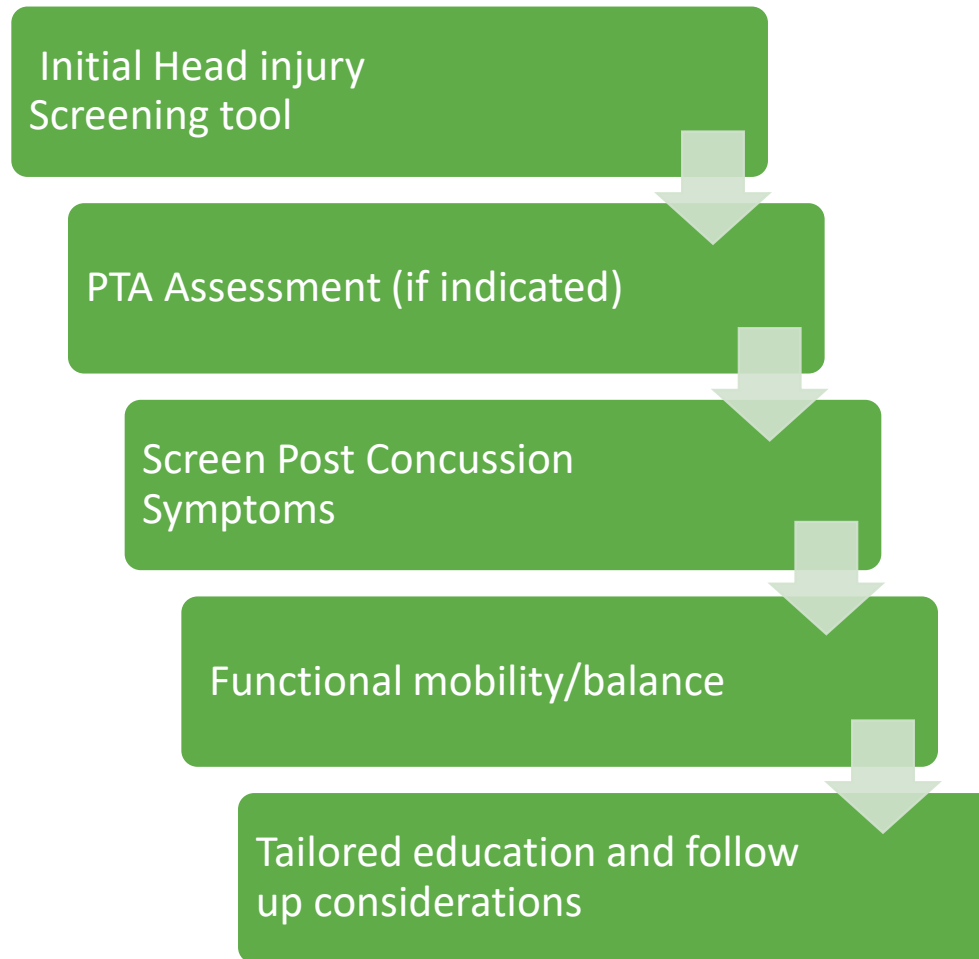 Initial Head injury
Screening tool
PTA Assessment (if indicated)
Screen Post Concussion
Symptoms
Functional mobility/balance
Tailored education and follow
up considerations